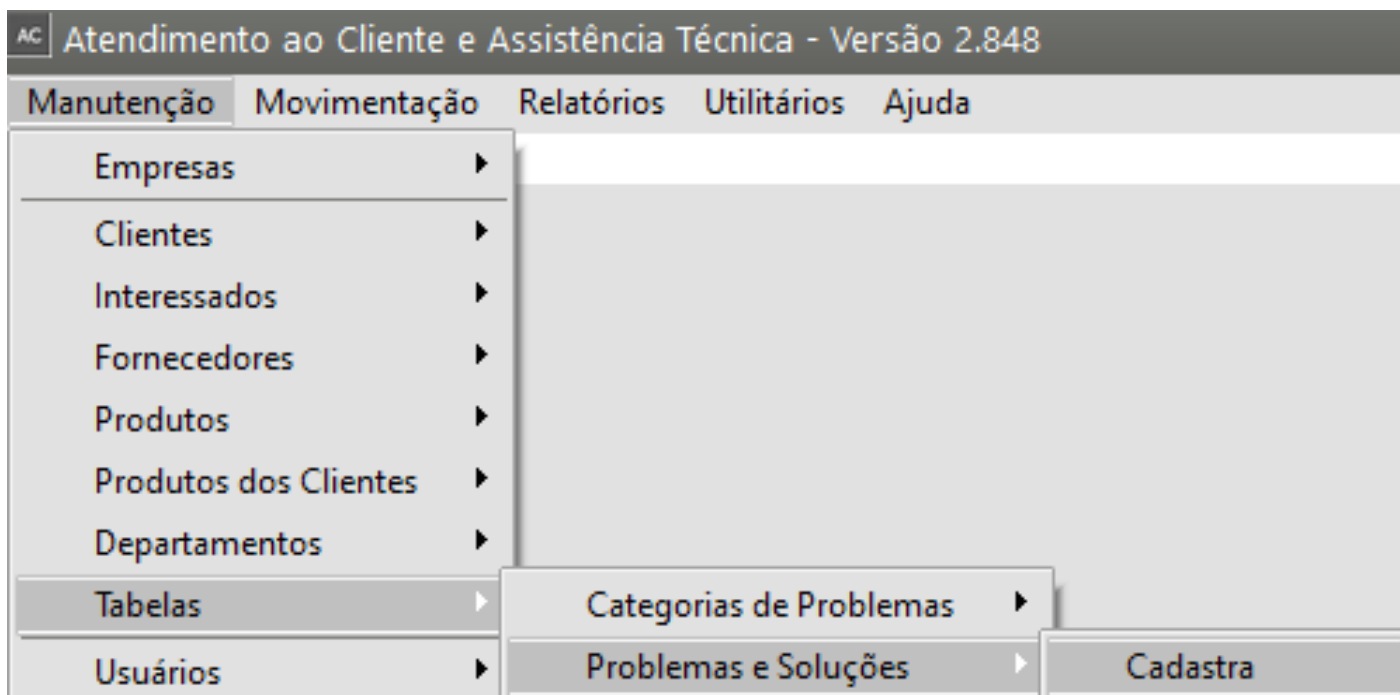 AC Atendimento ao Cliente e Assistência Técnica - Versão 2.848
Manutenção Movimentação Relatórios Utilitários Ajuda
Empresas
Clientes
Interessados
Fornecedores
Produtos
Produtos dos Clientes
Departamentos
Tabelas Categorias de Problemas
Usuários Problemas e Soluções Cadastra